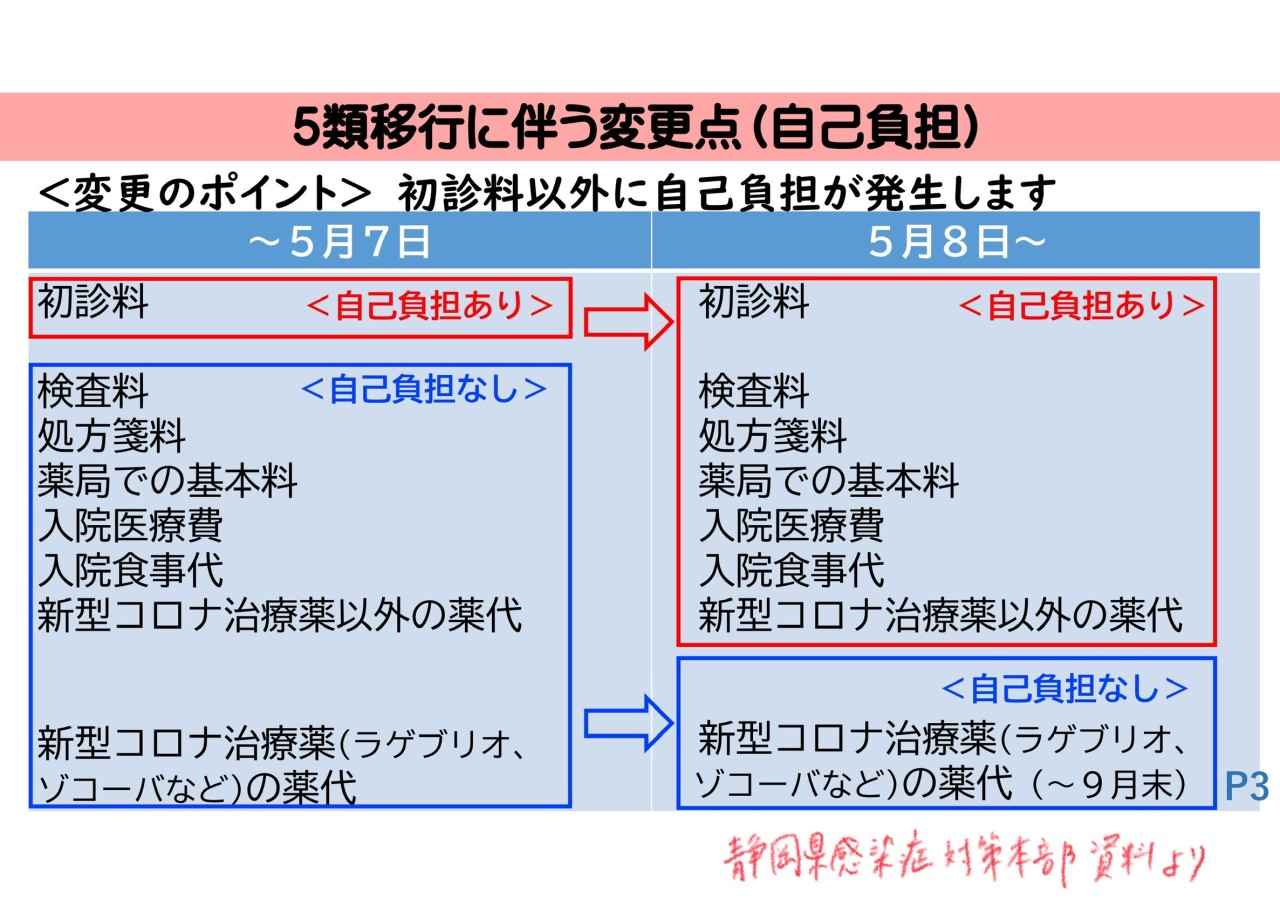 5類移行に伴う変更点（自己負担）
＜変更のポイント＞ 初診料以外に自己負担が発生します
～５月７日
５月８日～
初診料 ＜自己負担あり＞
検査料 ＜自己負担なし＞
処方箋料
薬局での基本料
入院医療費
入院食事代
新型コロナ治療薬以外の薬代
新型コロナ治療薬(ラゲブリオ、
ゾコーバなど)の薬代
初診料 ＜自己負担あり＞
検査料
処方箋料
薬局での基本料
入院医療費
入院食事代
新型コロナ治療薬以外の薬代
＜自己負担なし＞
新型コロナ治療薬(ラゲブリオ、
ゾコーバなど)の薬代（～９月末）
P3
静岡県感染症対策本部資料より